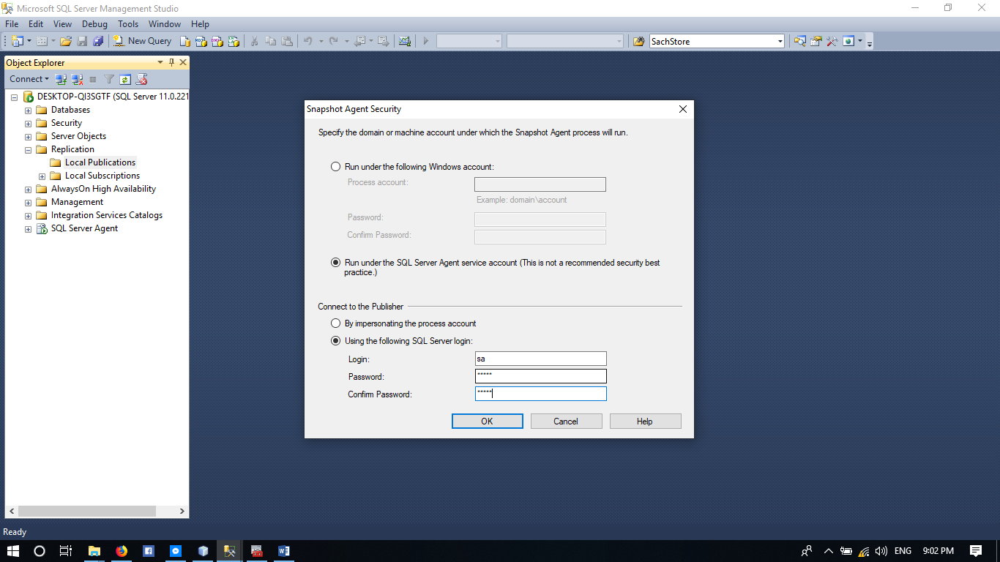 Microsoft SQL Server Management Studio
File Edit View Debug Tools Window Help
New Query
SachStore
Object Explorer
Connect
DESKTOP-QI3SGTF (SQL Server 11.0.221
Databases
Security
Server Objects
Replication
Local Publications
Local Subscriptions
AlwaysOn High Availability
Management
Integration Services Catalogs
SQL Server Agent
Snapshot Agent Security
Specify the domain or machine account under which the Snapshot Agent process will run.
Run under the following Windows account:
Process account:
Example: domain\account
Password:
Confirm Password:
Run under the SQL Server Agent service account (This is not a recommended security best
practice.)
Connect to the Publisher
By impersonating the process account
Using the following SQL Server login:
Login: sa
Password: *****
Confirm Password: *****
OK Cancel Help
Ready
ENG 9:02 PM